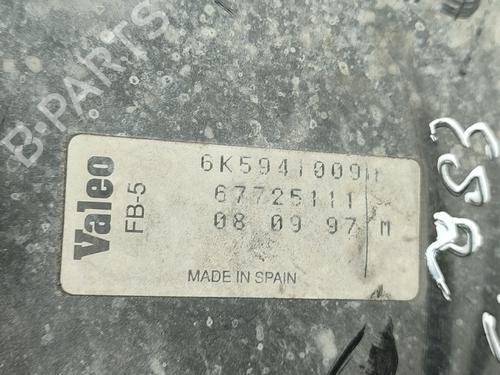 B-PARTS
Valeo
FB-5
6K5941009
67725111
08 09 97 M
MADE IN SPAIN